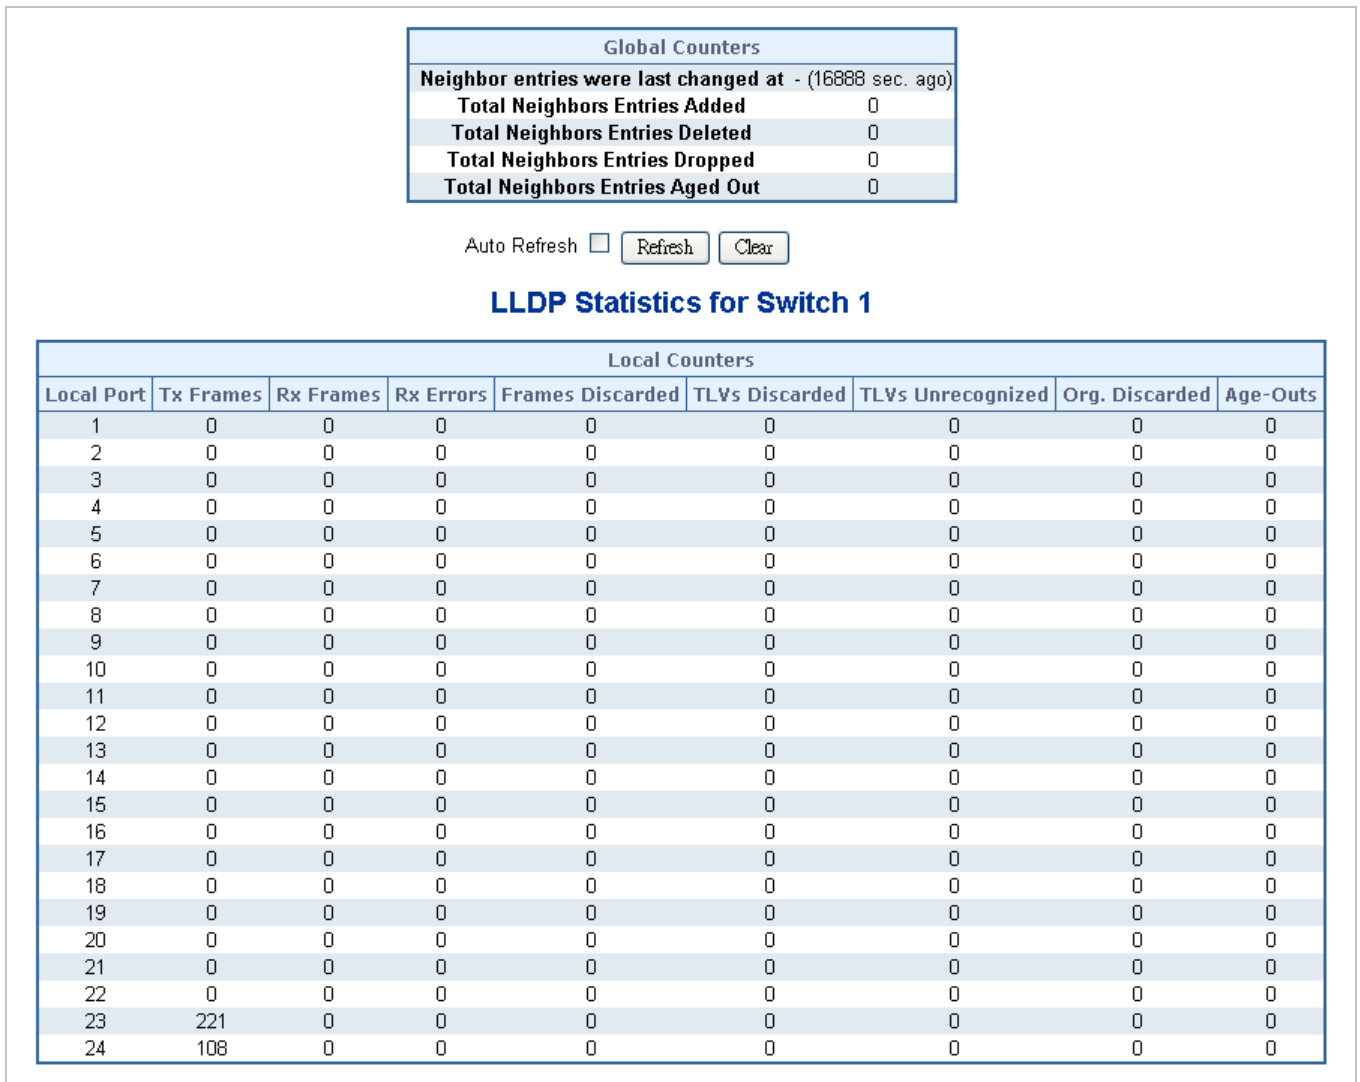 Global Counters
Neighbor entries were last changed at - (16888 sec. ago)
Total Neighbors Entries Added 0
Total Neighbors Entries Deleted 0
Total Neighbors Entries Dropped 0
Total Neighbors Entries Aged Out 0
Auto Refresh Refresh Clear
LLDP Statistics for Switch 1
Local Counters
Local Port Tx Frames Rx Frames Rx Errors Frames Discarded TLVs Discarded TLVs Unrecognized Org. Discarded Age-Outs
1 0 0 0 0 0 0 0 0
2 0 0 0 0 0 0 0 0
3 0 0 0 0 0 0 0 0
4 0 0 0 0 0 0 0 0
5 0 0 0 0 0 0 0 0
6 0 0 0 0 0 0 0 0
7 0 0 0 0 0 0 0 0
8 0 0 0 0 0 0 0 0
9 0 0 0 0 0 0 0 0
10 0 0 0 0 0 0 0 0
11 0 0 0 0 0 0 0 0
12 0 0 0 0 0 0 0 0
13 0 0 0 0 0 0 0 0
14 0 0 0 0 0 0 0 0
15 0 0 0 0 0 0 0 0
16 0 0 0 0 0 0 0 0
17 0 0 0 0 0 0 0 0
18 0 0 0 0 0 0 0 0
19 0 0 0 0 0 0 0 0
20 0 0 0 0 0 0 0 0
21 0 0 0 0 0 0 0 0
22 0 0 0 0 0 0 0 0
23 221 0 0 0 0 0 0 0
24 108 0 0 0 0 0 0 0